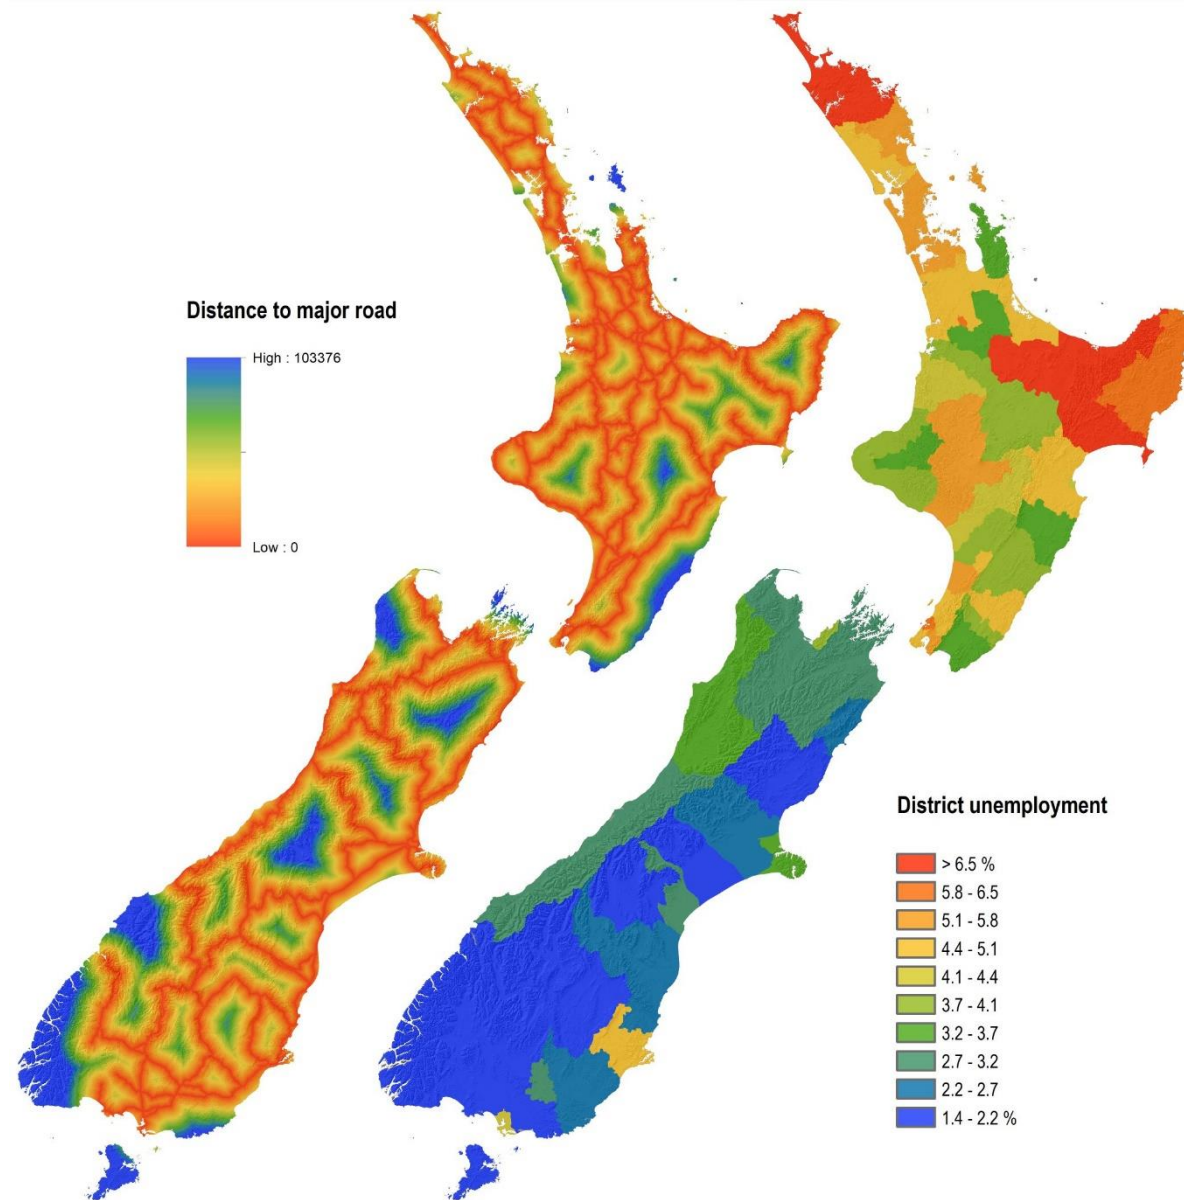 Distance to major road
High : 103376
Low : 0
District unemployment
> 6.5 %
5.8 - 6.5
5.1 - 5.8
4.4 - 5.1
4.1 - 4.4
3.7 - 4.1
3.2 - 3.7
2.7 - 3.2
2.2 - 2.7
1.4 - 2.2 %